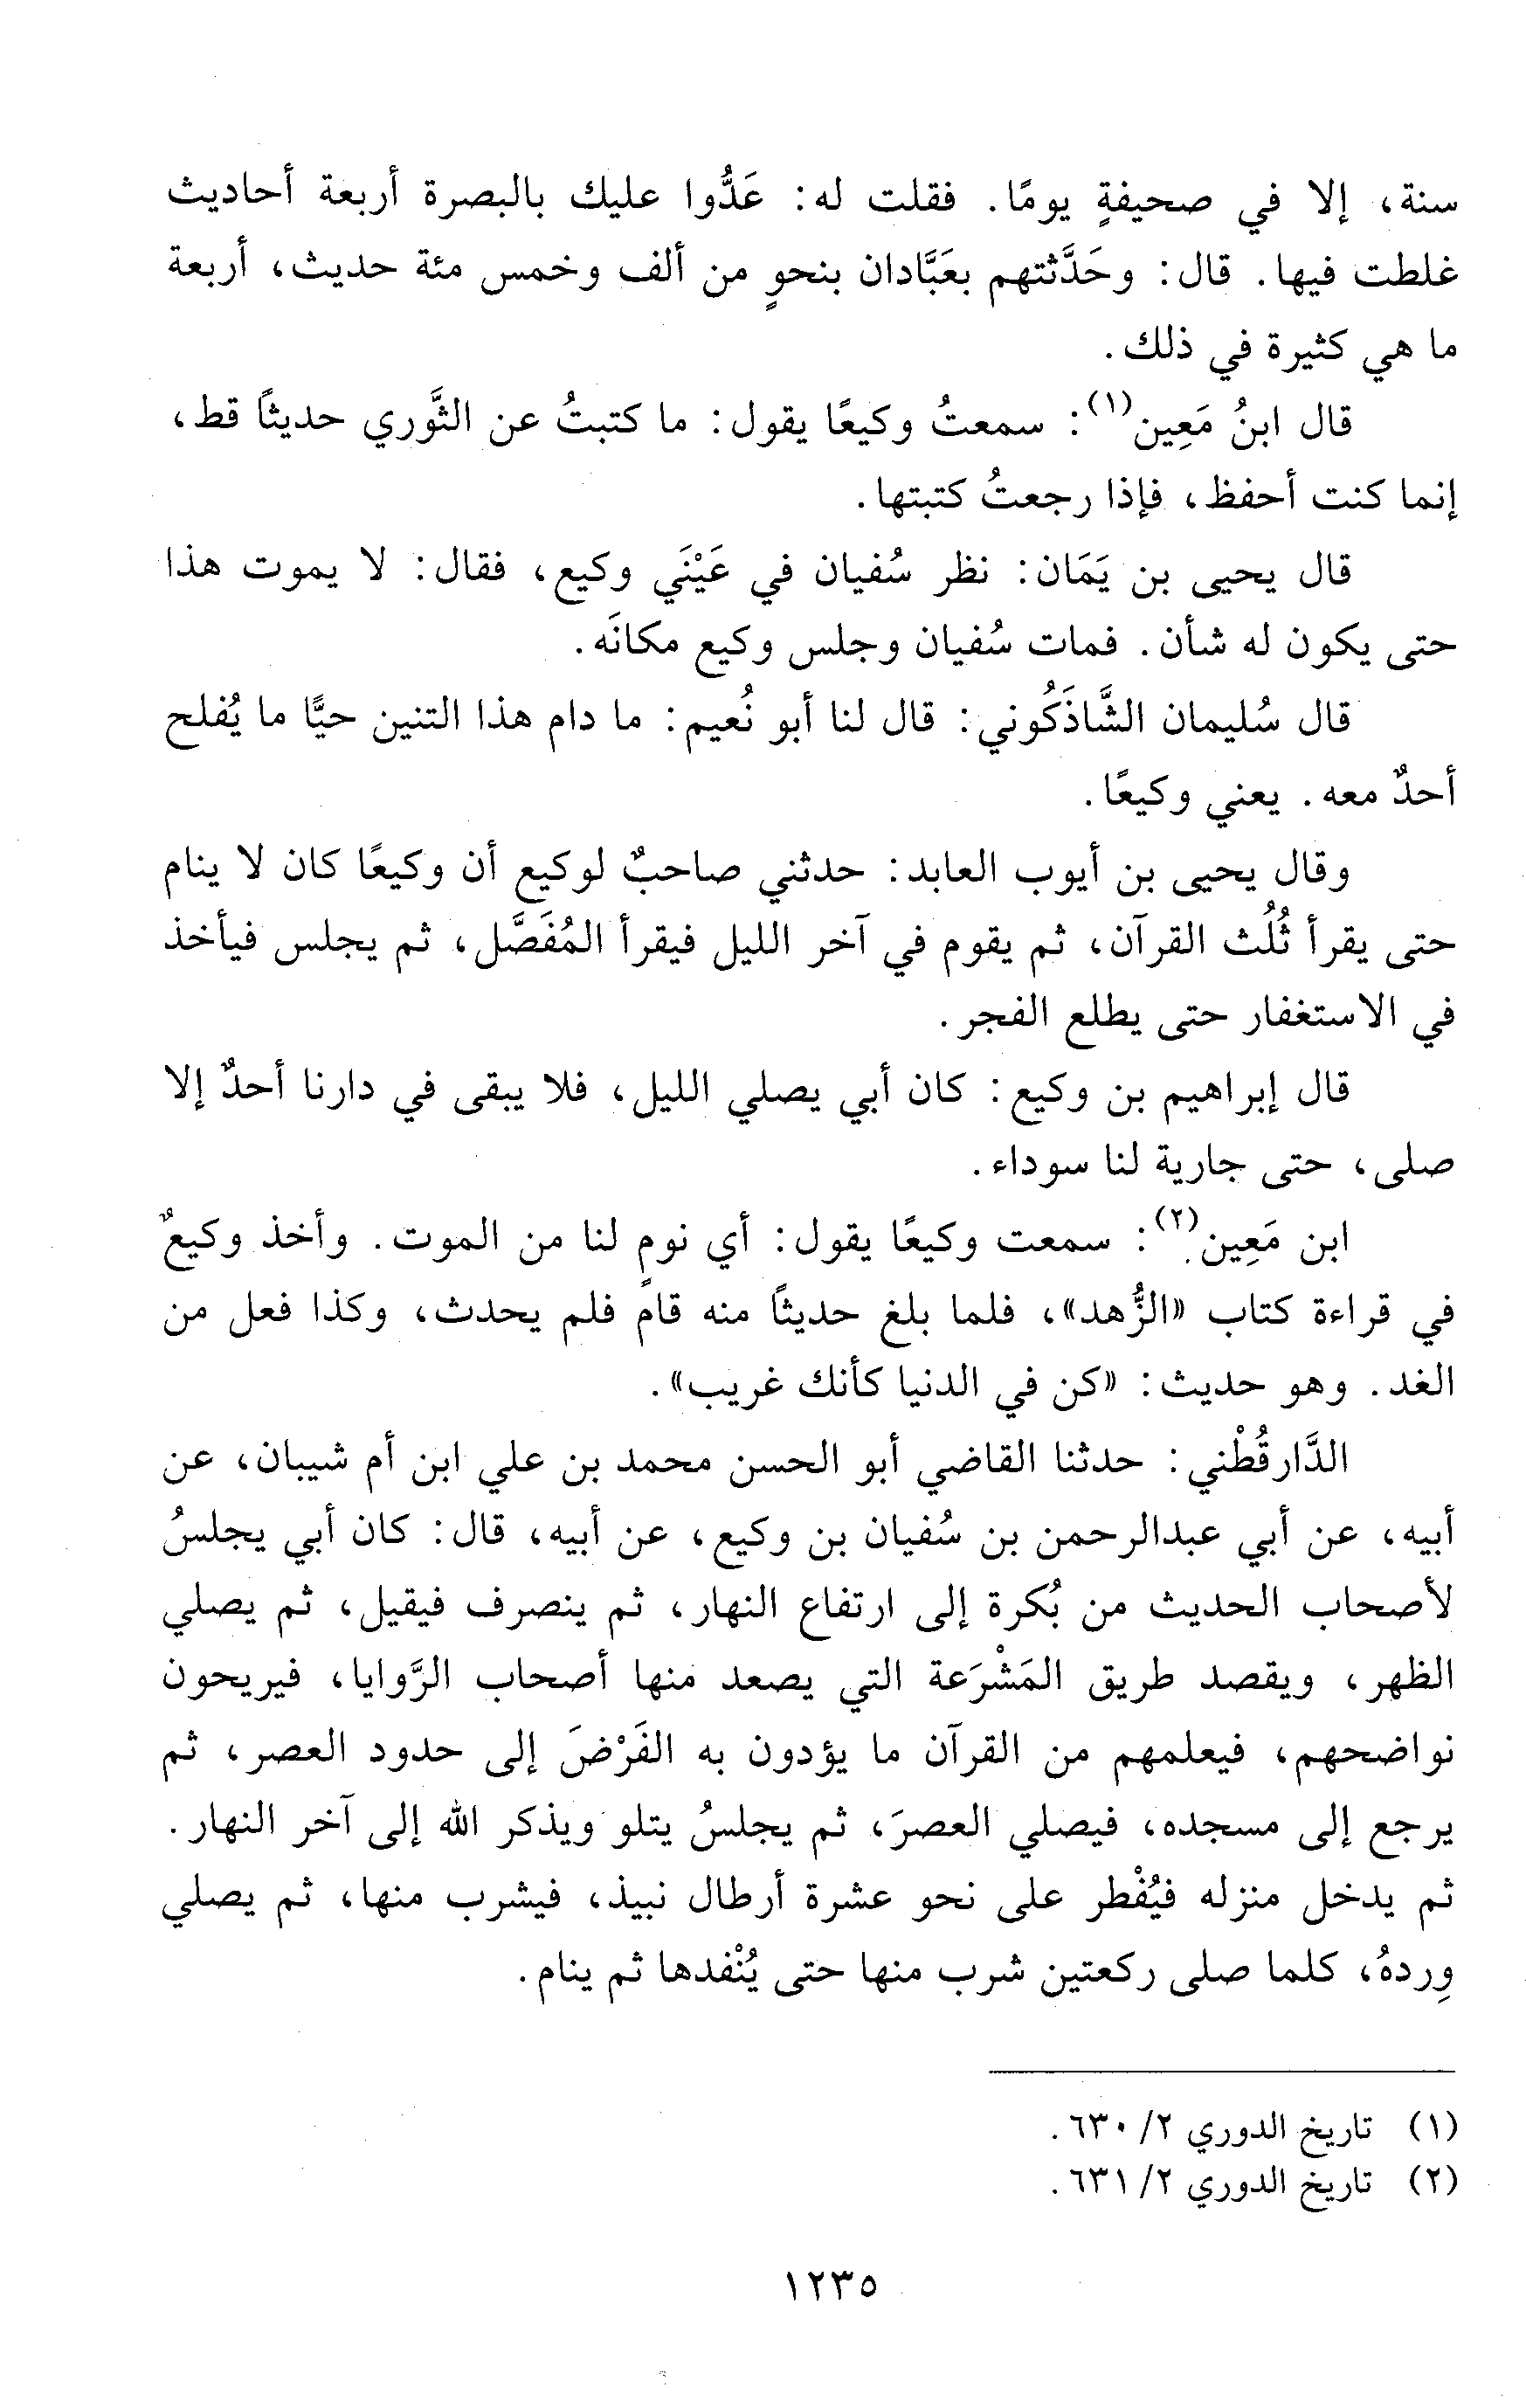 سنة، إلا في صحيفةٍ يومًا. فقلت له: عَدُّوا عليك بالبصرة أربعة أحاديث
غلطت فيها. قال: وحَدَّثتهم بعَبَّادان بنحوٍ من ألف وخمس مئة حديث، أربعة
ما هي كثيرة في ذلك.
قال ابنُ مَعِين(١): سمعتُ وكيعًا يقول: ما كتبتُ عن الثَّوري حديثًا قط،
إنما كنت أحفظ، فإذا رجعتُ كتبتها.
قال يحيى بن يَمَان: نظر سُفيان في عَيْنَي وكيع، فقال: لا يموت هذا
حتى يكون له شأن. فمات سُفيان وجلس وكيع مكانَه.
قال سُليمان الشَّاذَكُوني: قال لنا أبو نُعيم: ما دام هذا التنين حيًّا ما يُفلح
أحدٌ معه. يعني وكيعًا.
وقال يحيى بن أيوب العابد: حدثني صاحبٌ لوكيع أن وكيعًا كان لا ينام
حتى يقرأ ثُلُث القرآن، ثم يقوم في آخر الليل فيقرأ المُفَصَّل، ثم يجلس فيأخذ
في الاستغفار حتى يطلع الفجر.
قال إبراهيم بن وكيع: كان أبي يصلي الليل، فلا يبقى في دارنا أحدٌ إلا
صلى، حتى جارية لنا سوداء.
ابن مَعِين(٢): سمعت وكيعًا يقول: أي نومٍ لنا من الموت. وأخذ وكيعٌ
في قراءة كتاب «الزُّهد»، فلما بلغ حديثًا منه قام فلم يحدث، وكذا فعل من
الغد. وهو حديث: «كن في الدنيا كأنك غريب».
الدَّارقُطْني: حدثنا القاضي أبو الحسن محمد بن علي ابن أم شيبان، عن
أبيه، عن أبي عبدالرحمن بن سُفيان بن وكيع، عن أبيه، قال: كان أبي يجلسُ
لأصحاب الحديث من بُكرة إلى ارتفاع النهار، ثم ينصرف فيقيل، ثم يصلي
الظهر، ويقصد طريق المَشْرَعة التي يصعد منها أصحاب الرَّوايا، فيريحون
نواضحهم، فيعلمهم من القرآن ما يؤدون به الفَرْضَ إلى حدود العصر، ثم
يرجع إلى مسجده، فيصلي العصرَ، ثم يجلسُ يتلو ويذكر الله إلى آخر النهار.
ثم يدخل منزله فيُفْطر على نحو عشرة أرطال نبيذ، فيشرب منها، ثم يصلي
وِردهُ، كلما صلى ركعتين شرب منها حتى يُنْفدها ثم ينام.
(١) تاريخ الدوري ٢/ ٦٣٠.
(٢) تاريخ الدوري ٢/ ٦٣١.
١٢٣٥